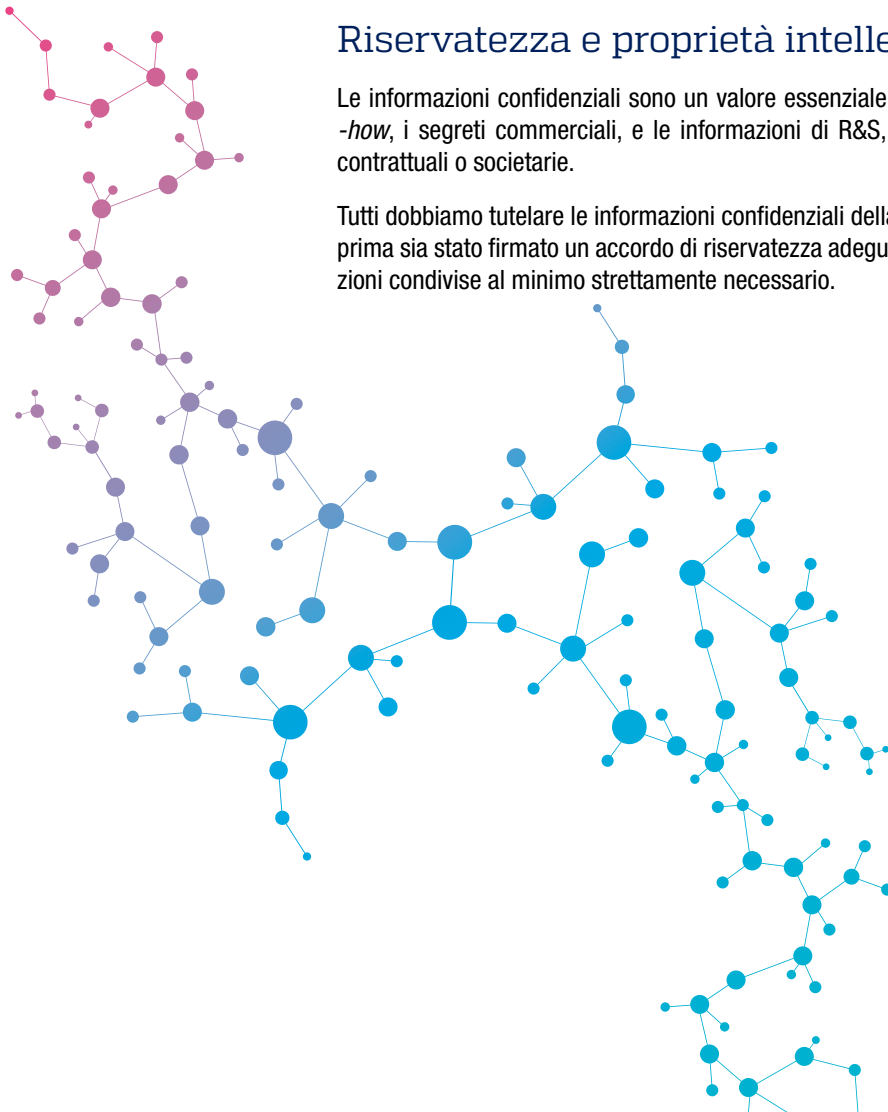 Riservatezza e proprietà intelle
Le informazioni confidenziali sono un valore essenziale
-how, i segreti commerciali, e le informazioni di R&S,
contrattuali o societarie.
Tutti dobbiamo tutelare le informazioni confidenziali della
prima sia stato firmato un accordo di riservatezza adegu
zioni condivise al minimo strettamente necessario.